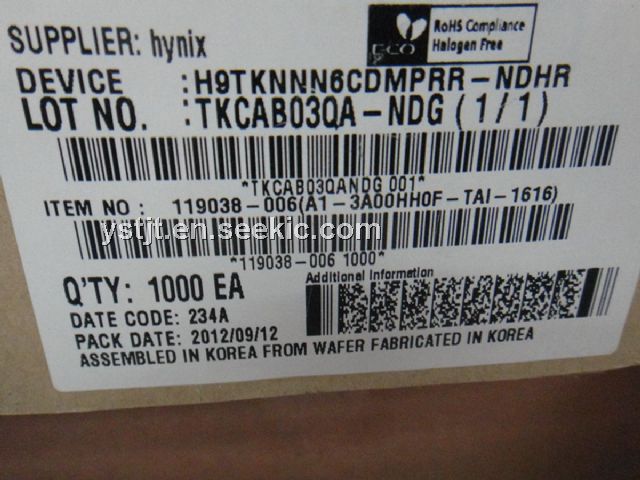 SUPPLIER: hynix
E-CO
RoHS Compliance
Halogen Free
DEVICE :H9TKNNN6CDMPRR-NDHR
LOT NO. :TKCAB03QA-NDG (1/1)
*TKCAB03QANDG 001*
ITEM NO : 119038-006(A1-3A00HH0F-TAI-1616)
ystjt.en.seekic.com
*119038-006 1000*
Q'TY: 1000 EA
Additional Information
DATE CODE: 234A
PACK DATE: 2012/09/12
ASSEMBLED IN KOREA FROM WAFER FABRICATED IN KOREA